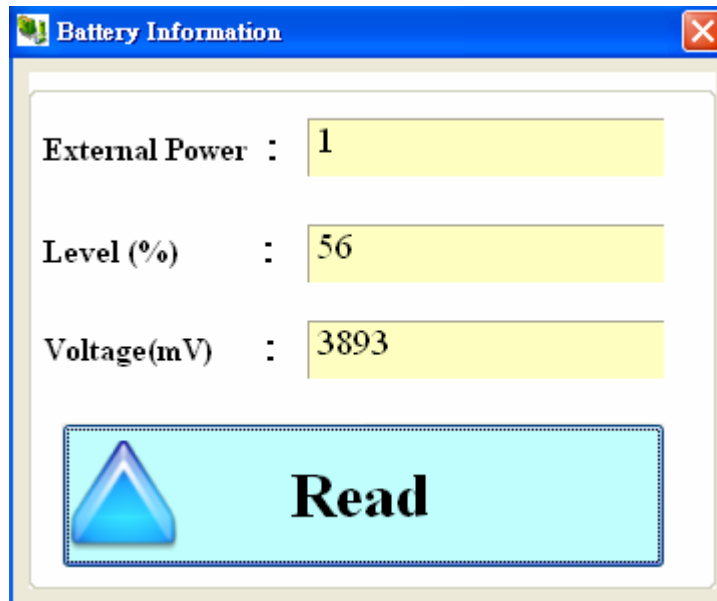 Battery Information
External Power : 1
Level (%) : 56
Voltage(mV) : 3893
Read